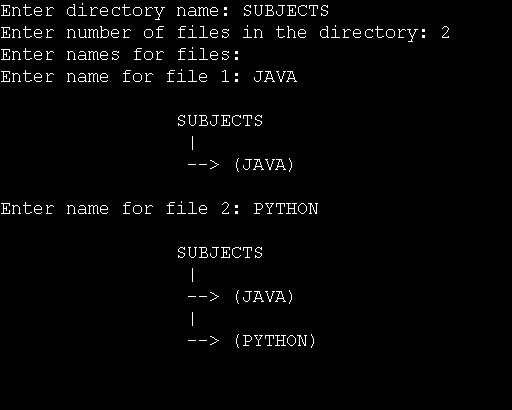 Enter directory name: SUBJECTS
Enter number of files in the directory: 2
Enter names for files:
Enter name for file 1: JAVA
SUBJECTS
|
--> (JAVA)
Enter name for file 2: PYTHON
SUBJECTS
|
--> (JAVA)
|
--> (PYTHON)